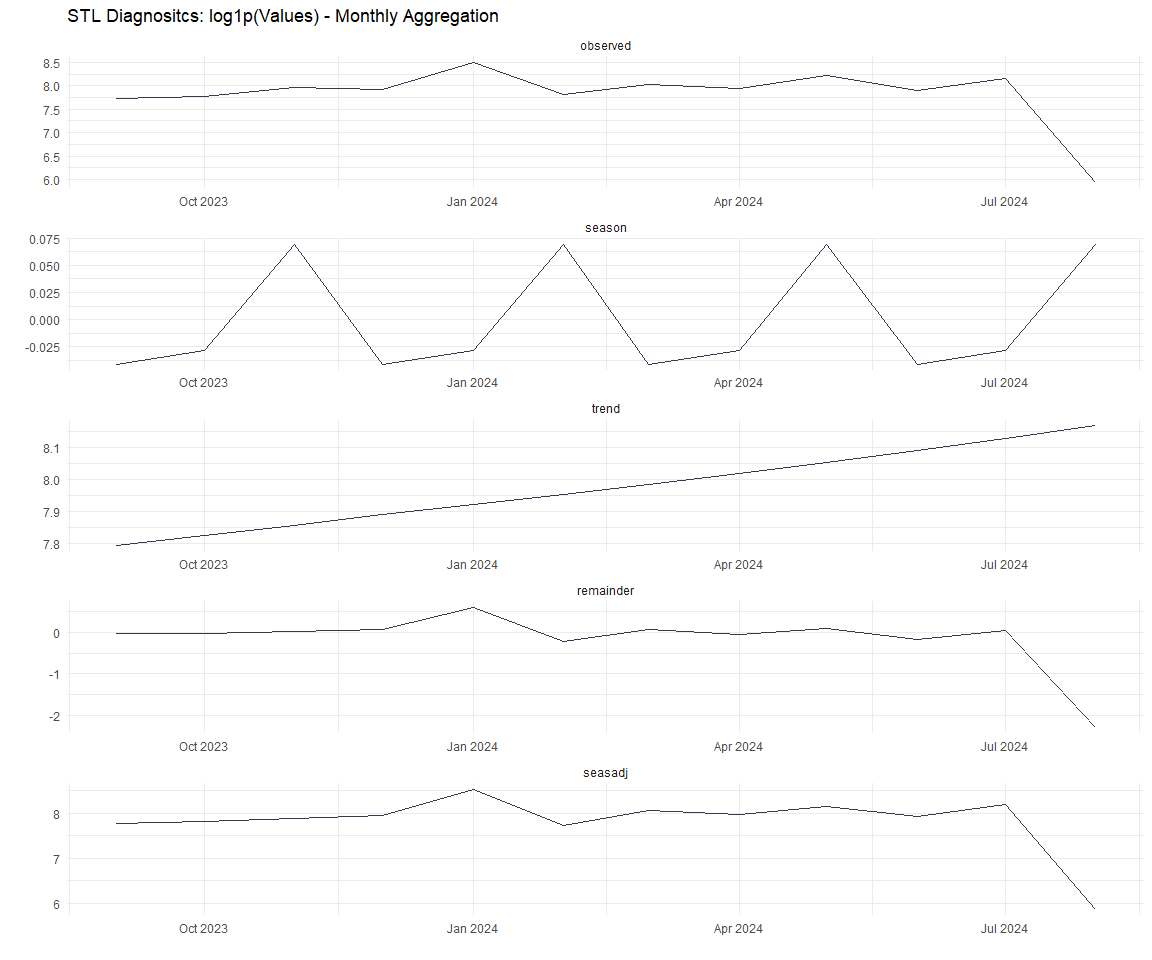 STL Diagnositcs: log1p(Values) - Monthly Aggregation
observed
8.5
8.0
7.5
7.0
6.5
6.0
Oct 2023 Jan 2024 Apr 2024 Jul 2024
season
0.075
0.050
0.025
0.000
-0.025
Oct 2023 Jan 2024 Apr 2024 Jul 2024
trend
8.1
8.0
7.9
7.8
Oct 2023 Jan 2024 Apr 2024 Jul 2024
remainder
0
-1
-2
Oct 2023 Jan 2024 Apr 2024 Jul 2024
seasadj
8
7
6
Oct 2023 Jan 2024 Apr 2024 Jul 2024